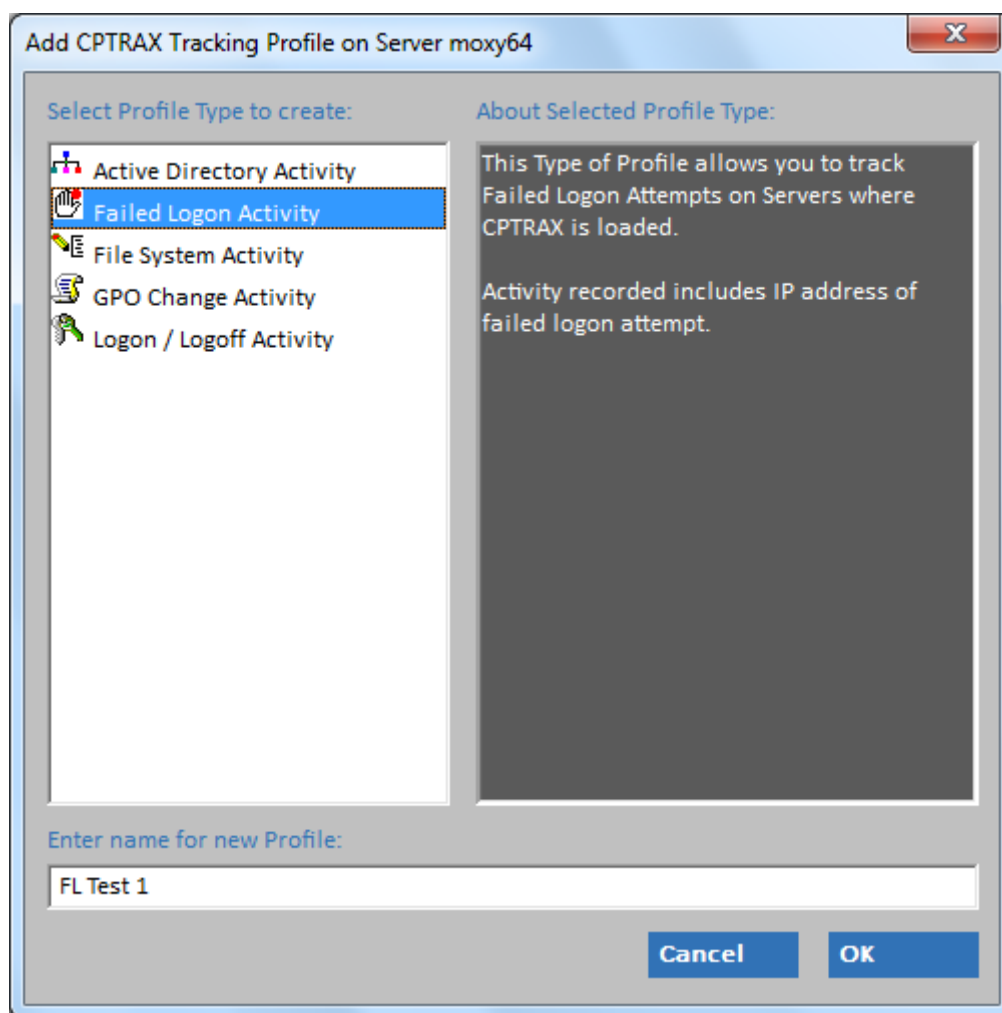 Add CPTRAX Tracking Profile on Server moxy64
Select Profile Type to create:
Active Directory Activity
Failed Logon Activity
File System Activity
GPO Change Activity
Logon / Logoff Activity
About Selected Profile Type:
This Type of Profile allows you to track
Failed Logon Attempts on Servers where
CPTRAX is loaded.
Activity recorded includes IP address of
failed logon attempt.
Enter name for new Profile:
FL Test 1
Cancel
OK